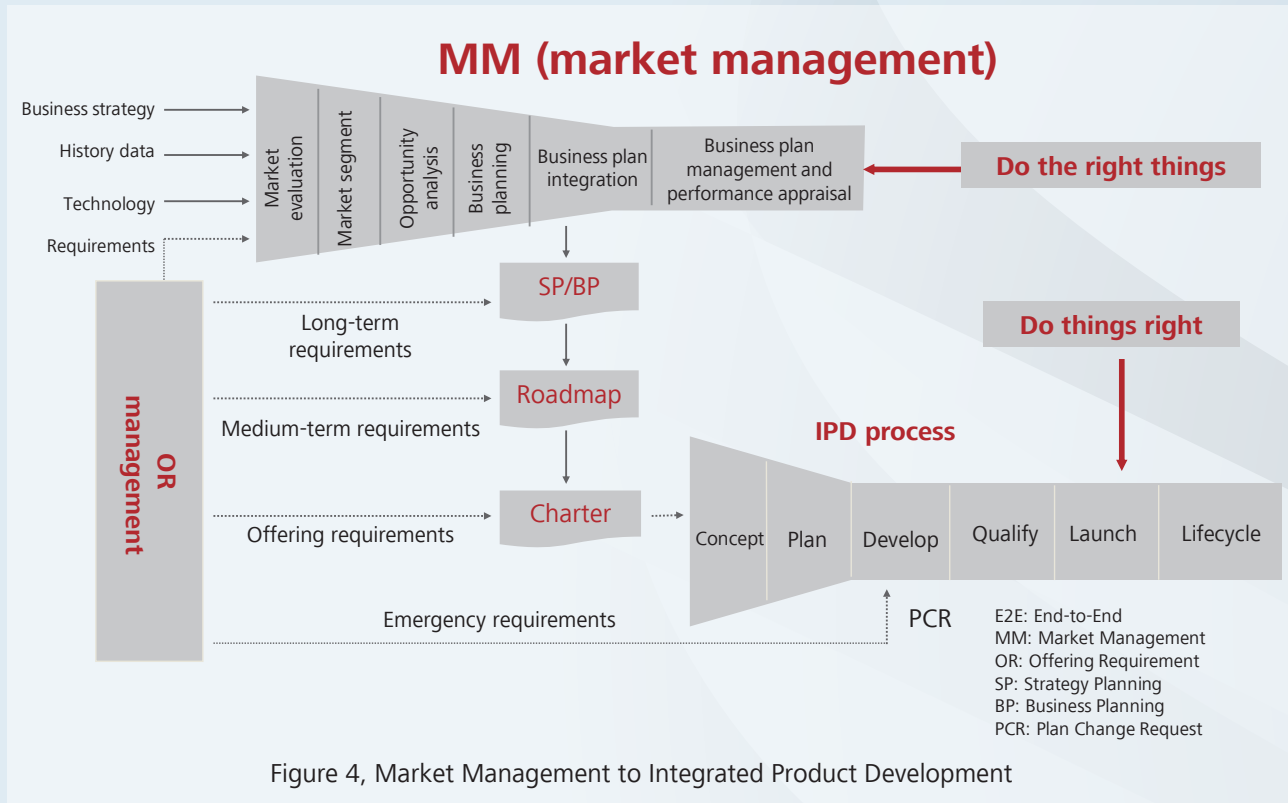 MM (market management)
Business strategy
History data
Technology
Requirements
Market
evaluation
Market segment
Opportunity
analysis
Business
planning
Business plan
integration
Business plan
management and
performance appraisal
Do the right things
SP/BP
Long-term
requirements
Do things right
Roadmap
Medium-term requirements
IPD process
OR
management
Charter
Offering requirements
Concept
Plan
Develop
Qualify
Launch
Lifecycle
Emergency requirements
PCR
E2E: End-to-End
MM: Market Management
OR: Offering Requirement
SP: Strategy Planning
BP: Business Planning
PCR: Plan Change Request
Figure 4, Market Management to Integrated Product Development